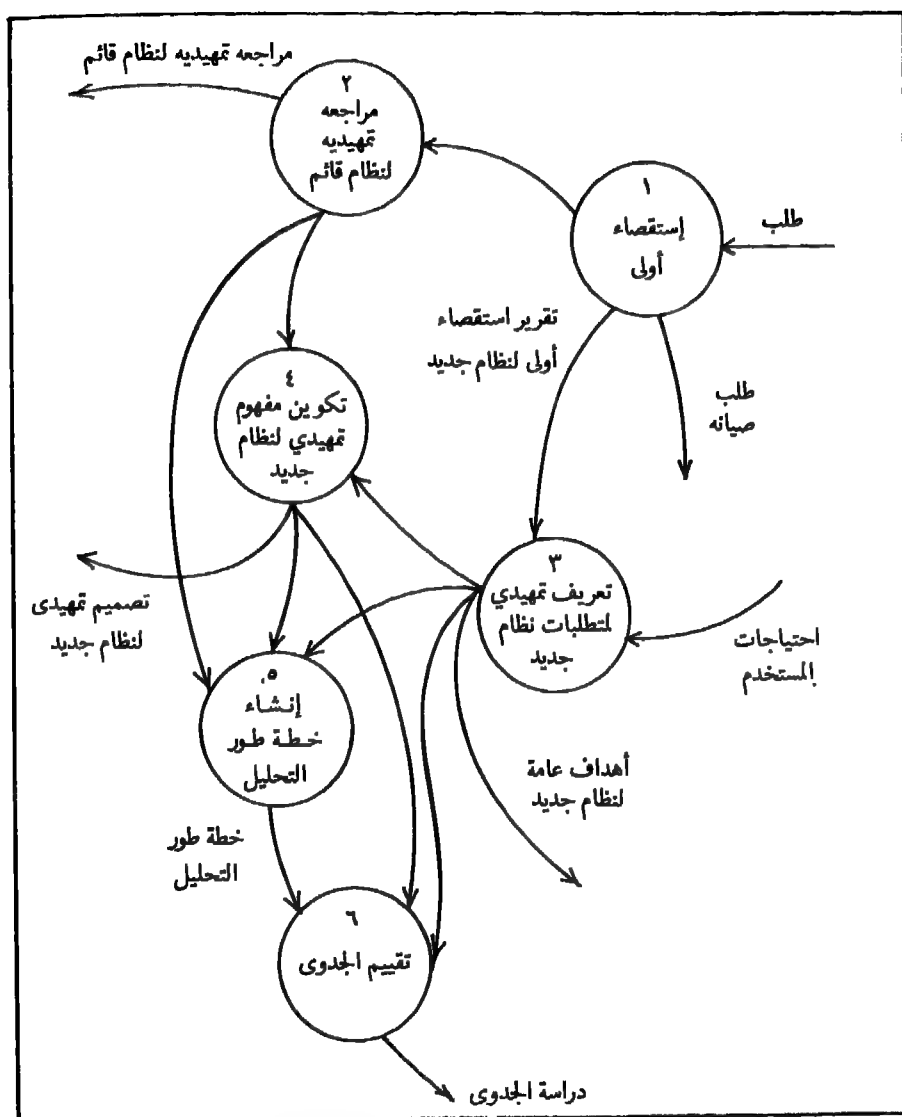 مراجعه تمهيديه لنظام قائم
٢
مراجعه
تمهيديه
لنظام قائم
١
إستقصاء
أولى
طلب
تقرير استقصاء
أولى لنظام جديد
طلب
صيانه
٤
تكوين مفهوم
تمهيدي لنظام
جديد
٣
تعريف تمهيدي
لمتطلبات نظام
جديد
احتياجات
المستخدم
تصميم تمهيدى
لنظام جديد
٥
إنشاء
خطة طور
التحليل
أهداف عامة
لنظام جديد
خطة طور
التحليل
٦
تقييم الجدوى
دراسة الجدوى